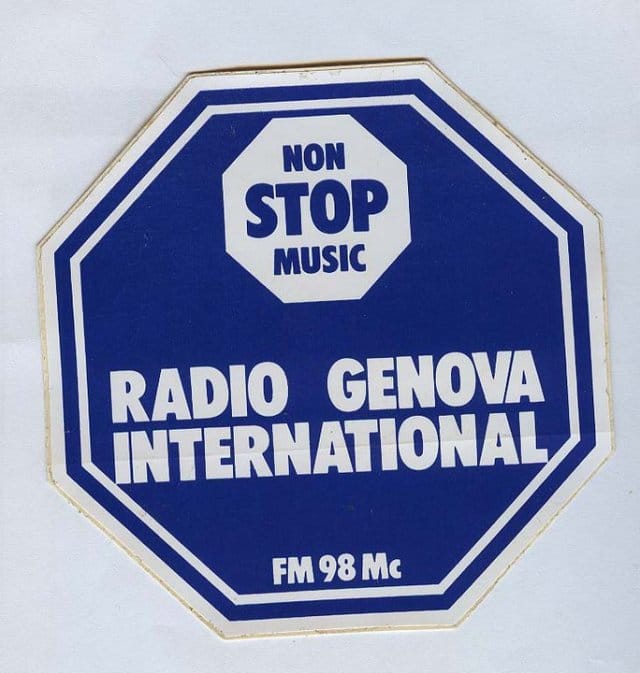 NON
STOP
MUSIC
RADIO GENOVA
INTERNATIONAL
FM 98 Mc